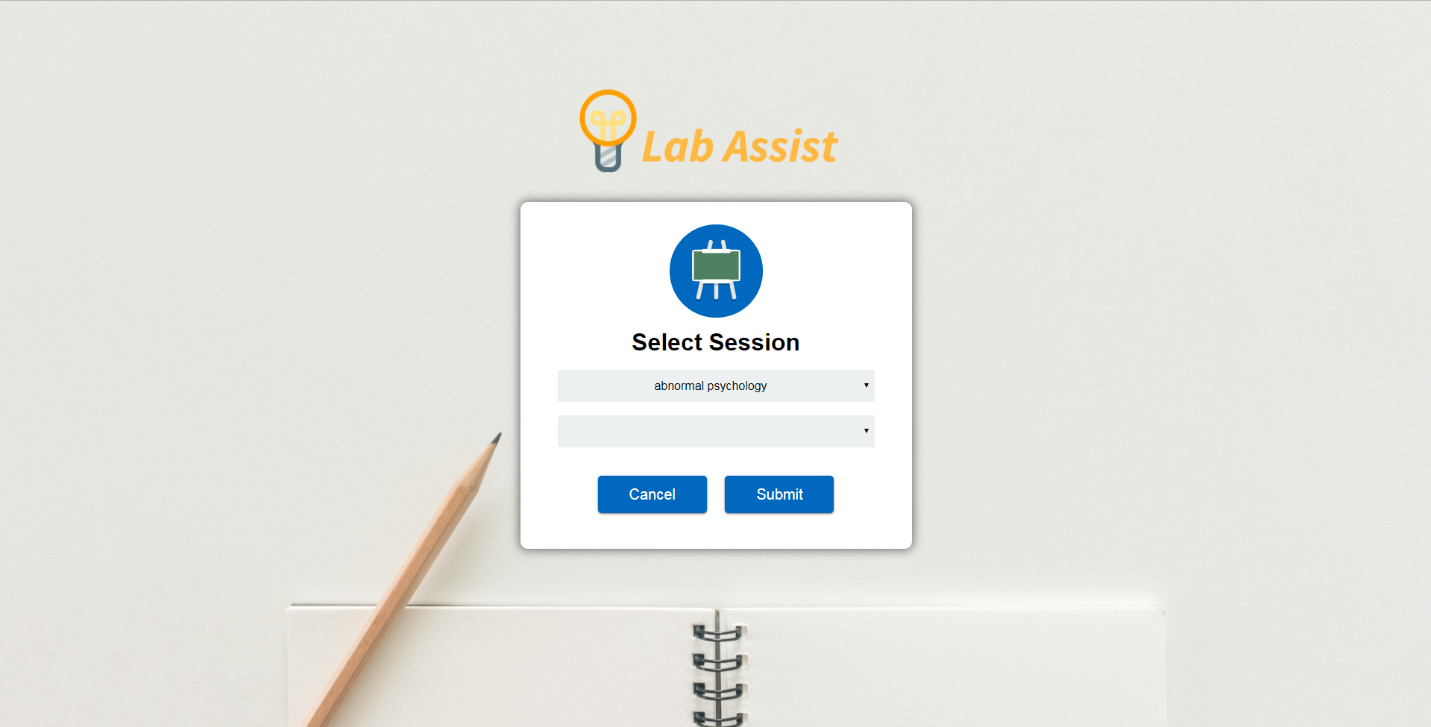 Lab Assist
Select Session
abnormal psychology
Cancel Submit